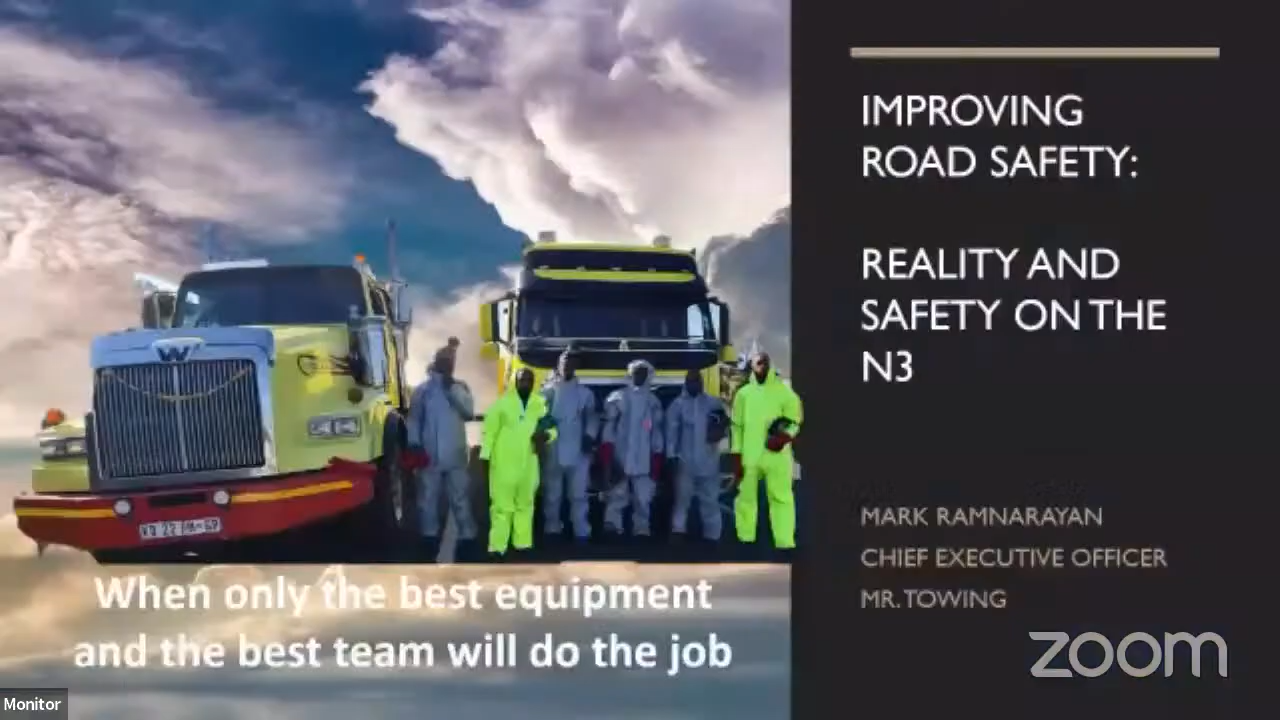 IMPROVING
ROAD SAFETY:
REALITY AND
SAFETY ON THE
N3
MARK RAMNARAYAN
CHIEF EXECUTIVE OFFICER
MR. TOWING
When only the best equipment
and the best team will do the job
zoom
Monitor